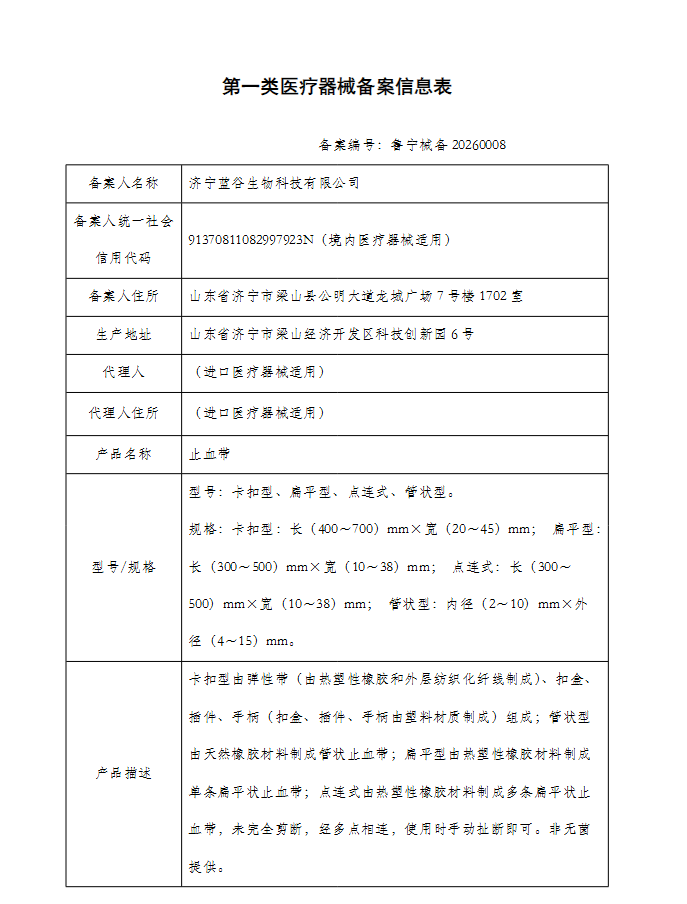 第一类医疗器械备案信息表
备案编号：鲁宁械备 20260008
备案人名称 济宁蓝谷生物科技有限公司
备案人统一社会
信用代码
91370811082997923N（境内医疗器械适用）
备案人住所 山东省济宁市梁山县公明大道龙城广场 7 号楼 1702 室
生产地址 山东省济宁市梁山经济开发区科技创新园 6 号
代理人 （进口医疗器械适用）
代理人住所 （进口医疗器械适用）
产品名称 止血带
型号/规格
型号：卡扣型、扁平型、点连式、管状型。
规格：卡扣型：长（400～700）mm×宽（20～45）mm； 扁平型：
长（300～500）mm×宽（10～38）mm； 点连式：长（300～
500）mm×宽（10～38）mm； 管状型：内径（2～10）mm×外
径（4～15）mm。
产品描述
卡扣型由弹性带（由热塑性橡胶和外层纺织化纤线制成）、扣盒、
插件、手柄（扣盒、插件、手柄由塑料材质制成）组成；管状型
由天然橡胶材料制成管状止血带；扁平型由热塑性橡胶材料制成
单条扁平状止血带；点连式由热塑性橡胶材料制成多条扁平状止
血带，未完全剪断，经多点相连，使用时手动扯断即可。非无菌
提供。